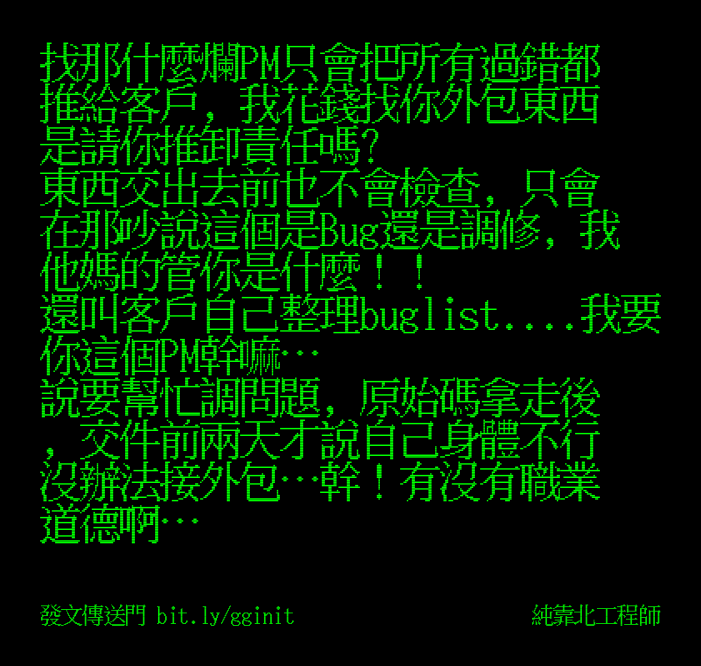 找那什麼爛PM只會把所有過錯都
推給客戶, 我花錢找你外包東西
是請你推卸責任嗎?
東西交出去前也不會檢查, 只會
在那吵說這個是Bug還是調修, 我
他媽的管你是什麼！！
還叫客戶自己整理buglist....我要
你這個PM幹嘛…
說要幫忙調問題, 原始碼拿走後
, 交件前兩天才說自己身體不行
沒辦法接外包…幹！有沒有職業
道德啊…
發文傳送門 bit.ly/gginit
純靠北工程師